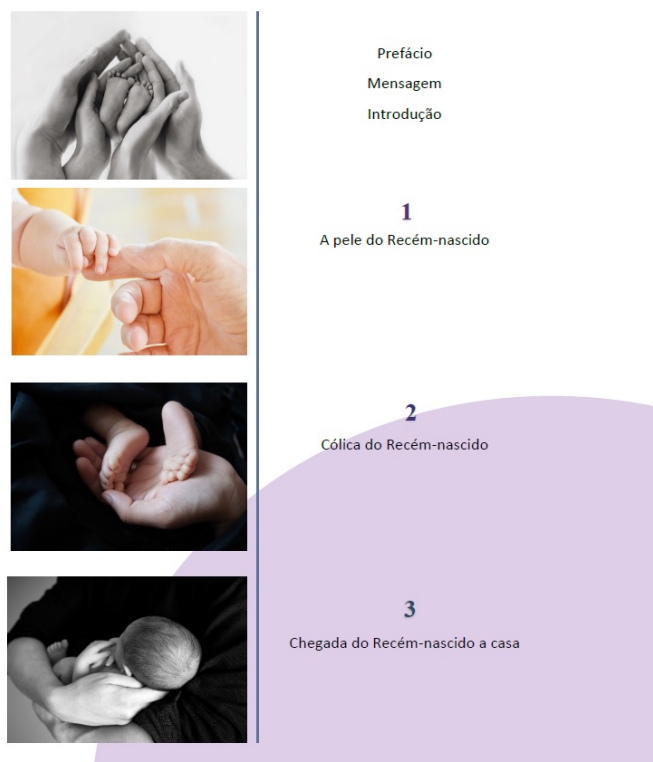 Prefácio
Mensagem
Introdução
1
A pele do Recém-nascido
2
Cólica do Recém-nascido
3
Chegada do Recém-nascido a casa